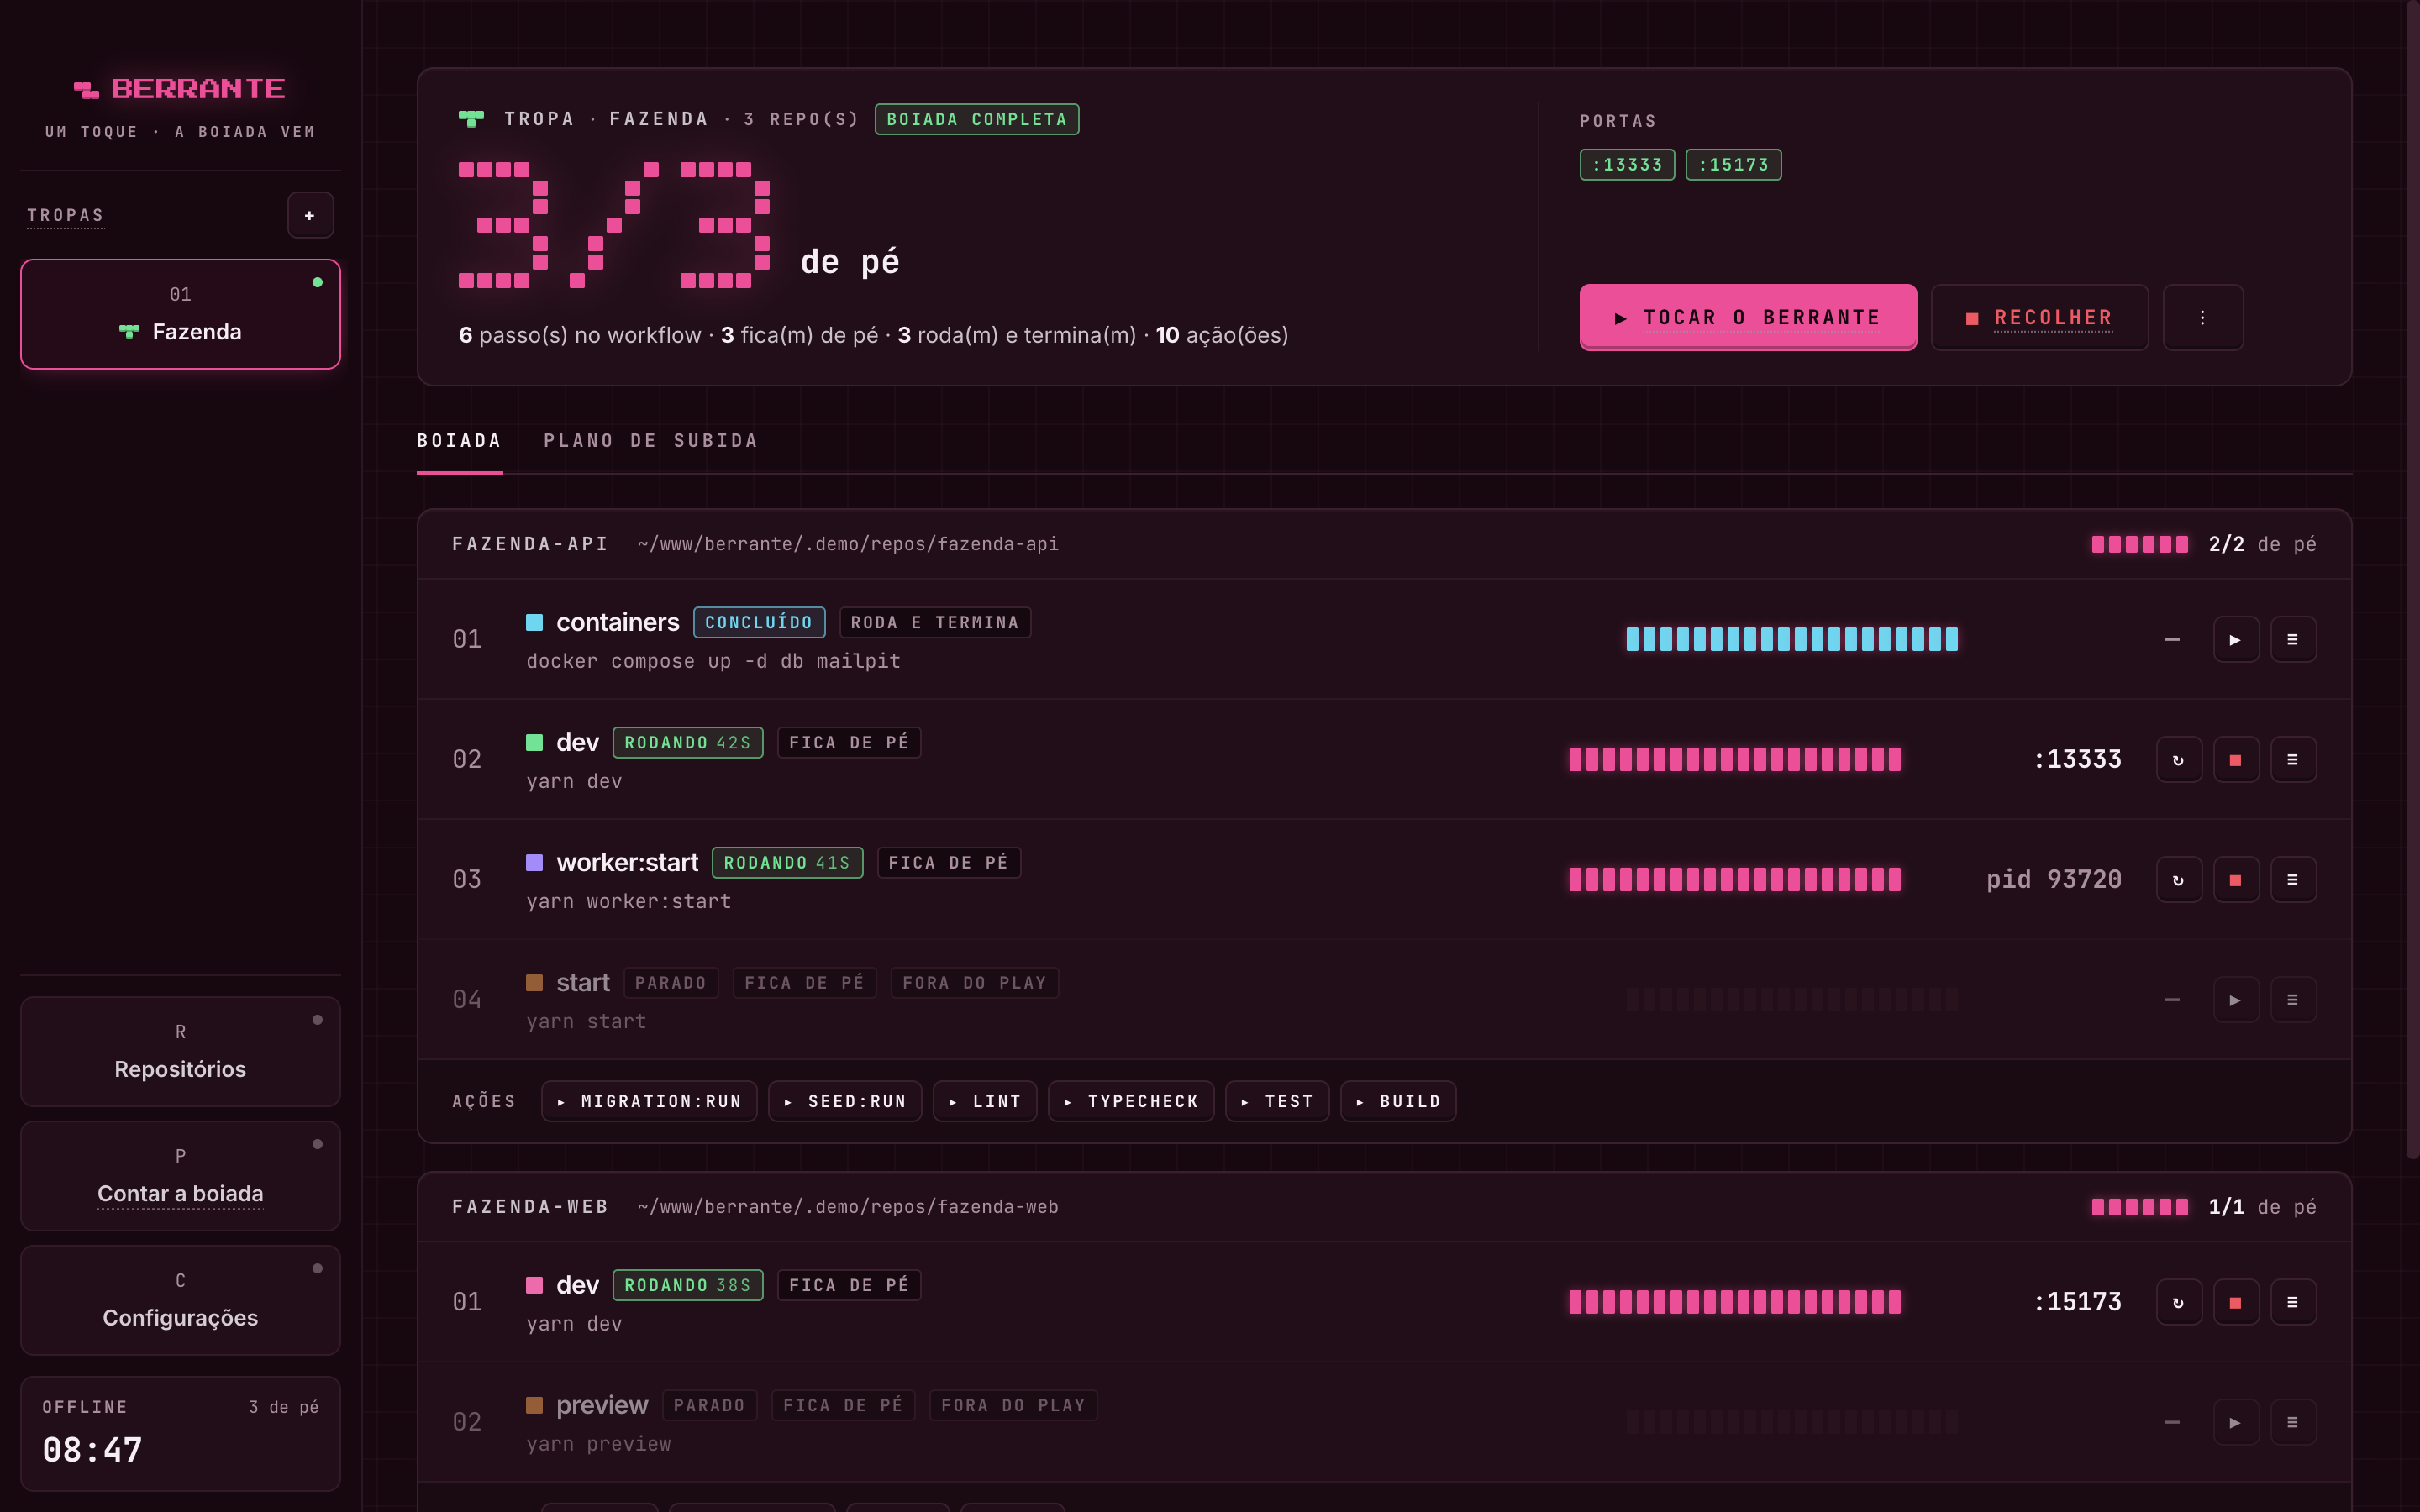 BERRANTE
UM TOQUE · A BOIADA VEM
TROPAS
+
01
Fazenda
R
Repositórios
P
Contar a boiada
C
Configurações
OFFLINE 3 de pé
08:47
TROPA · FAZENDA · 3 REPO(S) BOIADA COMPLETA
3/3 de pé
6 passo(s) no workflow · 3 fica(m) de pé · 3 roda(m) e termina(m) · 10 ação(ões)
PORTAS
:13333 :15173
▶ TOCAR O BERRANTE ■ RECOLHER ⋮
BOIADA PLANO DE SUBIDA
FAZENDA-API ~/www/berrante/.demo/repos/fazenda-api 2/2 de pé
01 containers CONCLUÍDO RODA E TERMINA —
docker compose up -d db mailpit
02 dev RODANDO 42S FICA DE PÉ :13333
yarn dev
03 worker:start RODANDO 41S FICA DE PÉ pid 93720
yarn worker:start
04 start PARADO FICA DE PÉ FORA DO PLAY —
yarn start
AÇÕES ▸ MIGRATION:RUN ▸ SEED:RUN ▸ LINT ▸ TYPECHECK ▸ TEST ▸ BUILD
FAZENDA-WEB ~/www/berrante/.demo/repos/fazenda-web 1/1 de pé
01 dev RODANDO 38S FICA DE PÉ :15173
yarn dev
02 preview PARADO FICA DE PÉ FORA DO PLAY —
yarn preview